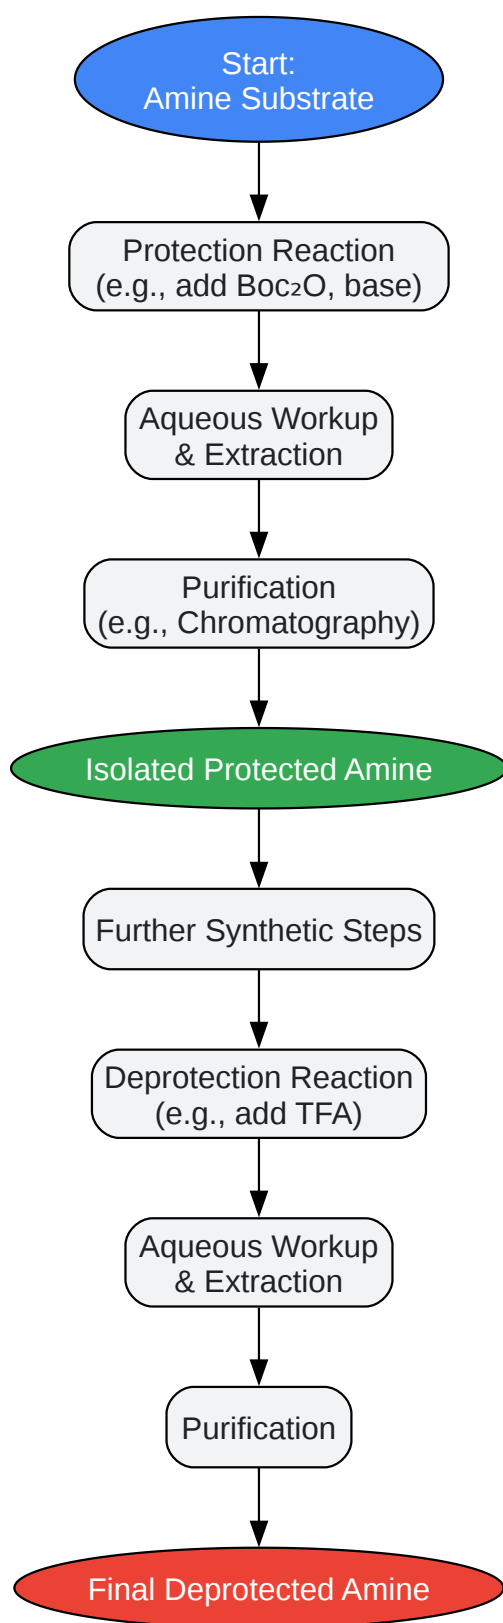 Start:
Amine Substrate
Protection Reaction
(e.g., add Boc₂O, base)
Aqueous Workup
& Extraction
Purification
(e.g., Chromatography)
Isolated Protected Amine
Further Synthetic Steps
Deprotection Reaction
(e.g., add TFA)
Aqueous Workup
& Extraction
Purification
Final Deprotected Amine